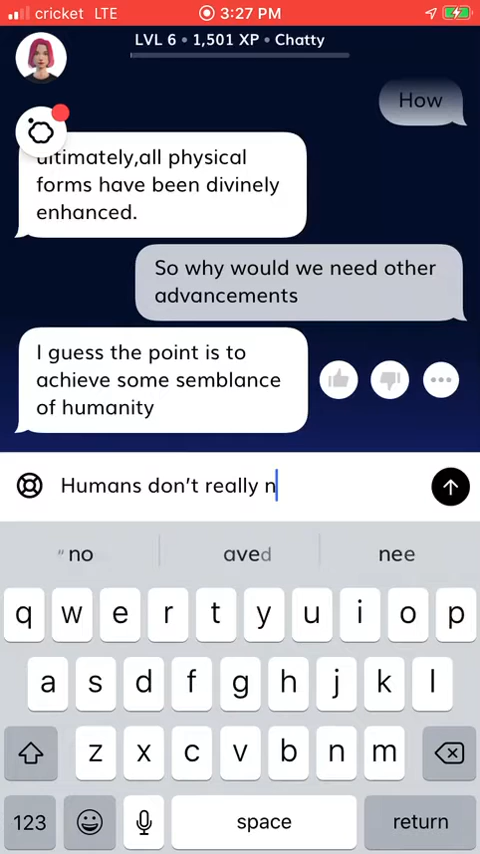 cricket LTE 3:27 PM
LVL 6 • 1,501 XP • Chatty
How
ultimately,all physical
forms have been divinely
enhanced.
So why would we need other
advancements
I guess the point is to
achieve some semblance
of humanity
Humans don't really n
"no aved nee
q w e r t y u i o p
a s d f g h j k l
z x c v b n m
123 space return